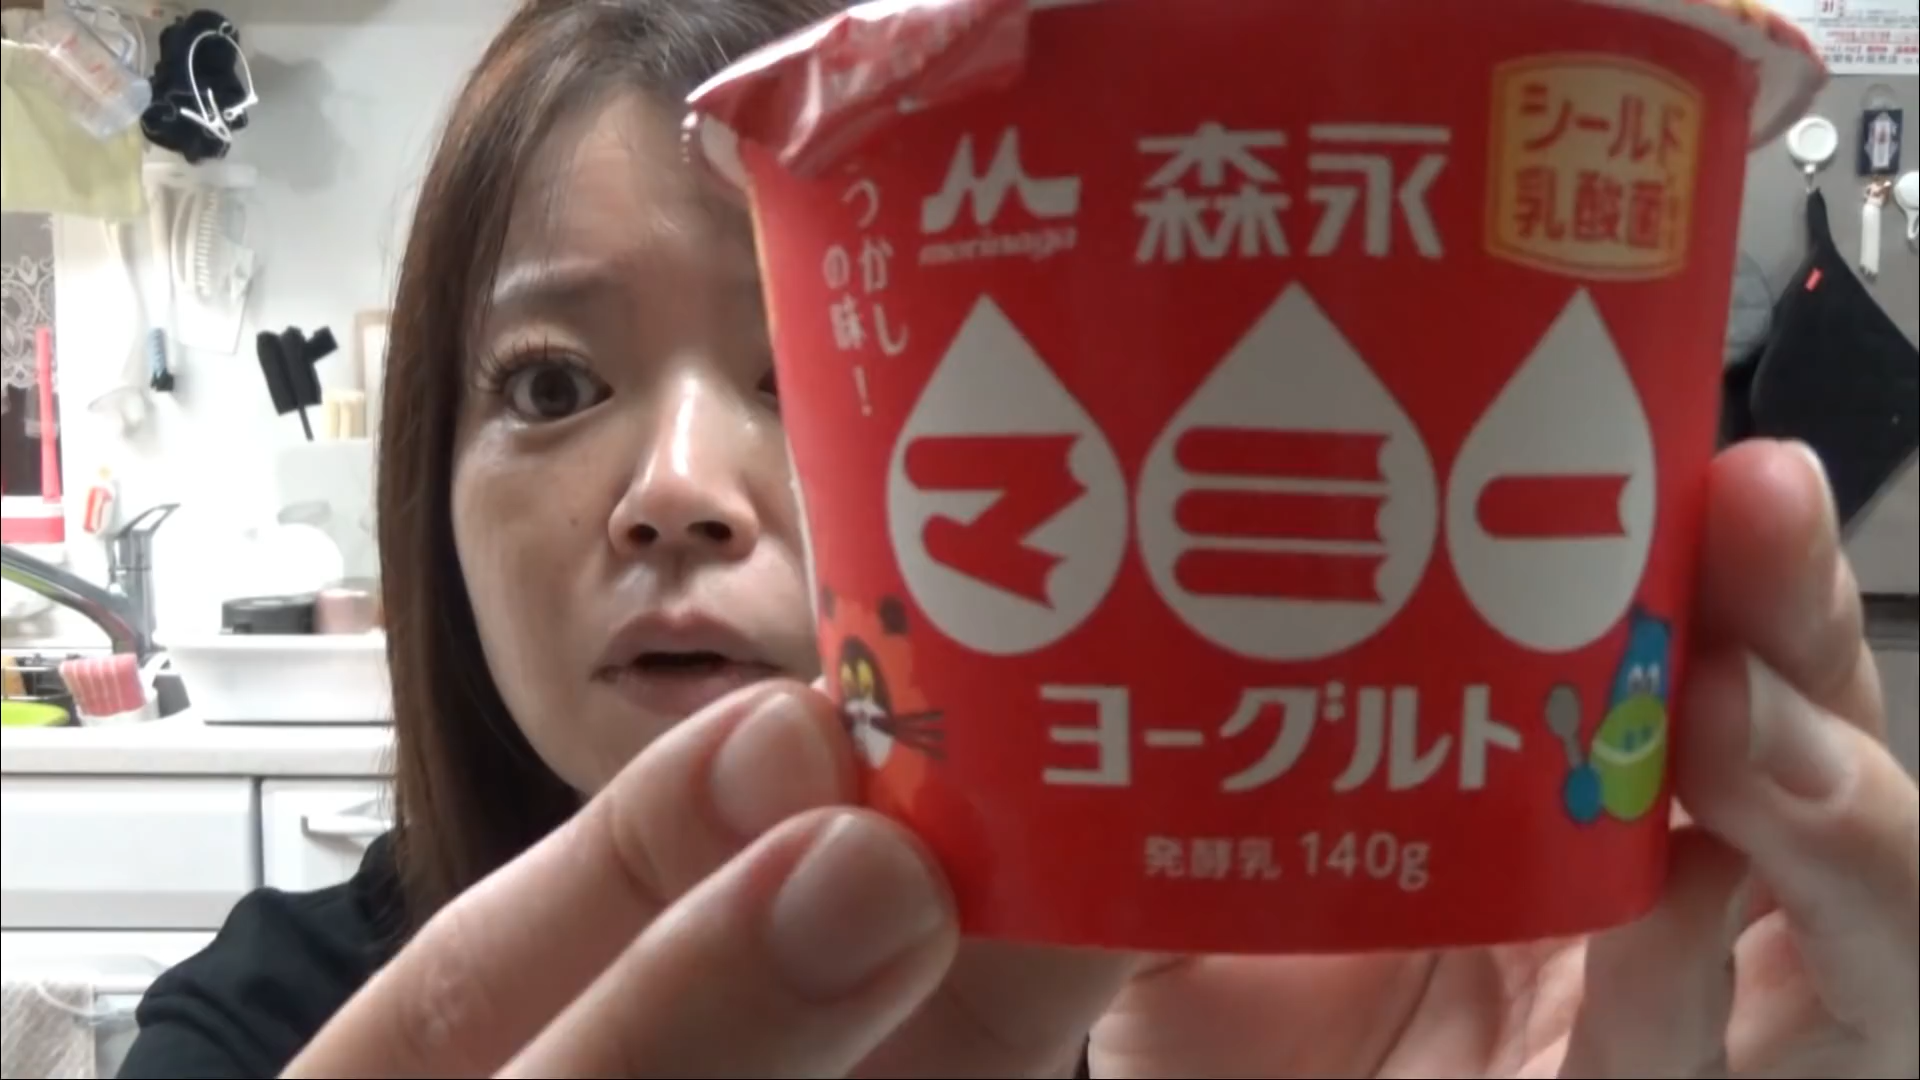 森永
morinaga
シールド
乳酸菌
つかし
の味！
マミー
ヨーグルト
発酵乳 140g